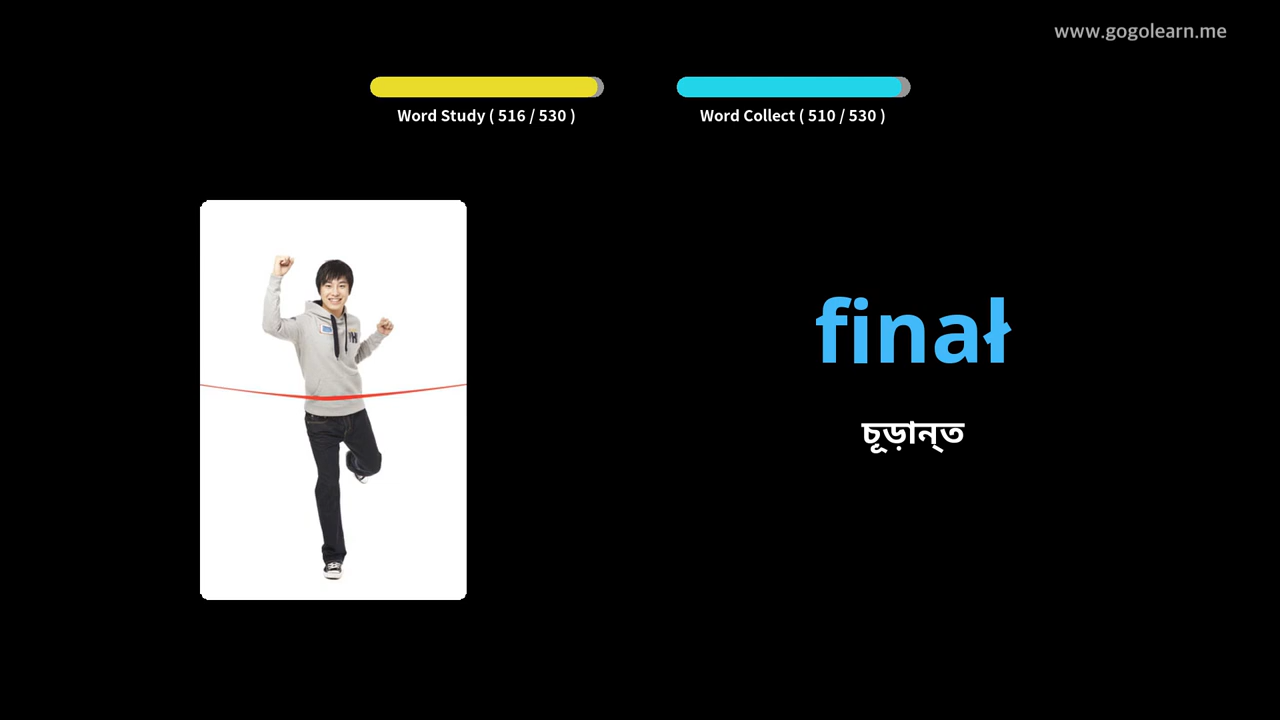 www.gogolearn.me
Word Study ( 516 / 530 )
Word Collect ( 510 / 530 )
finał
চূড়ান্ত